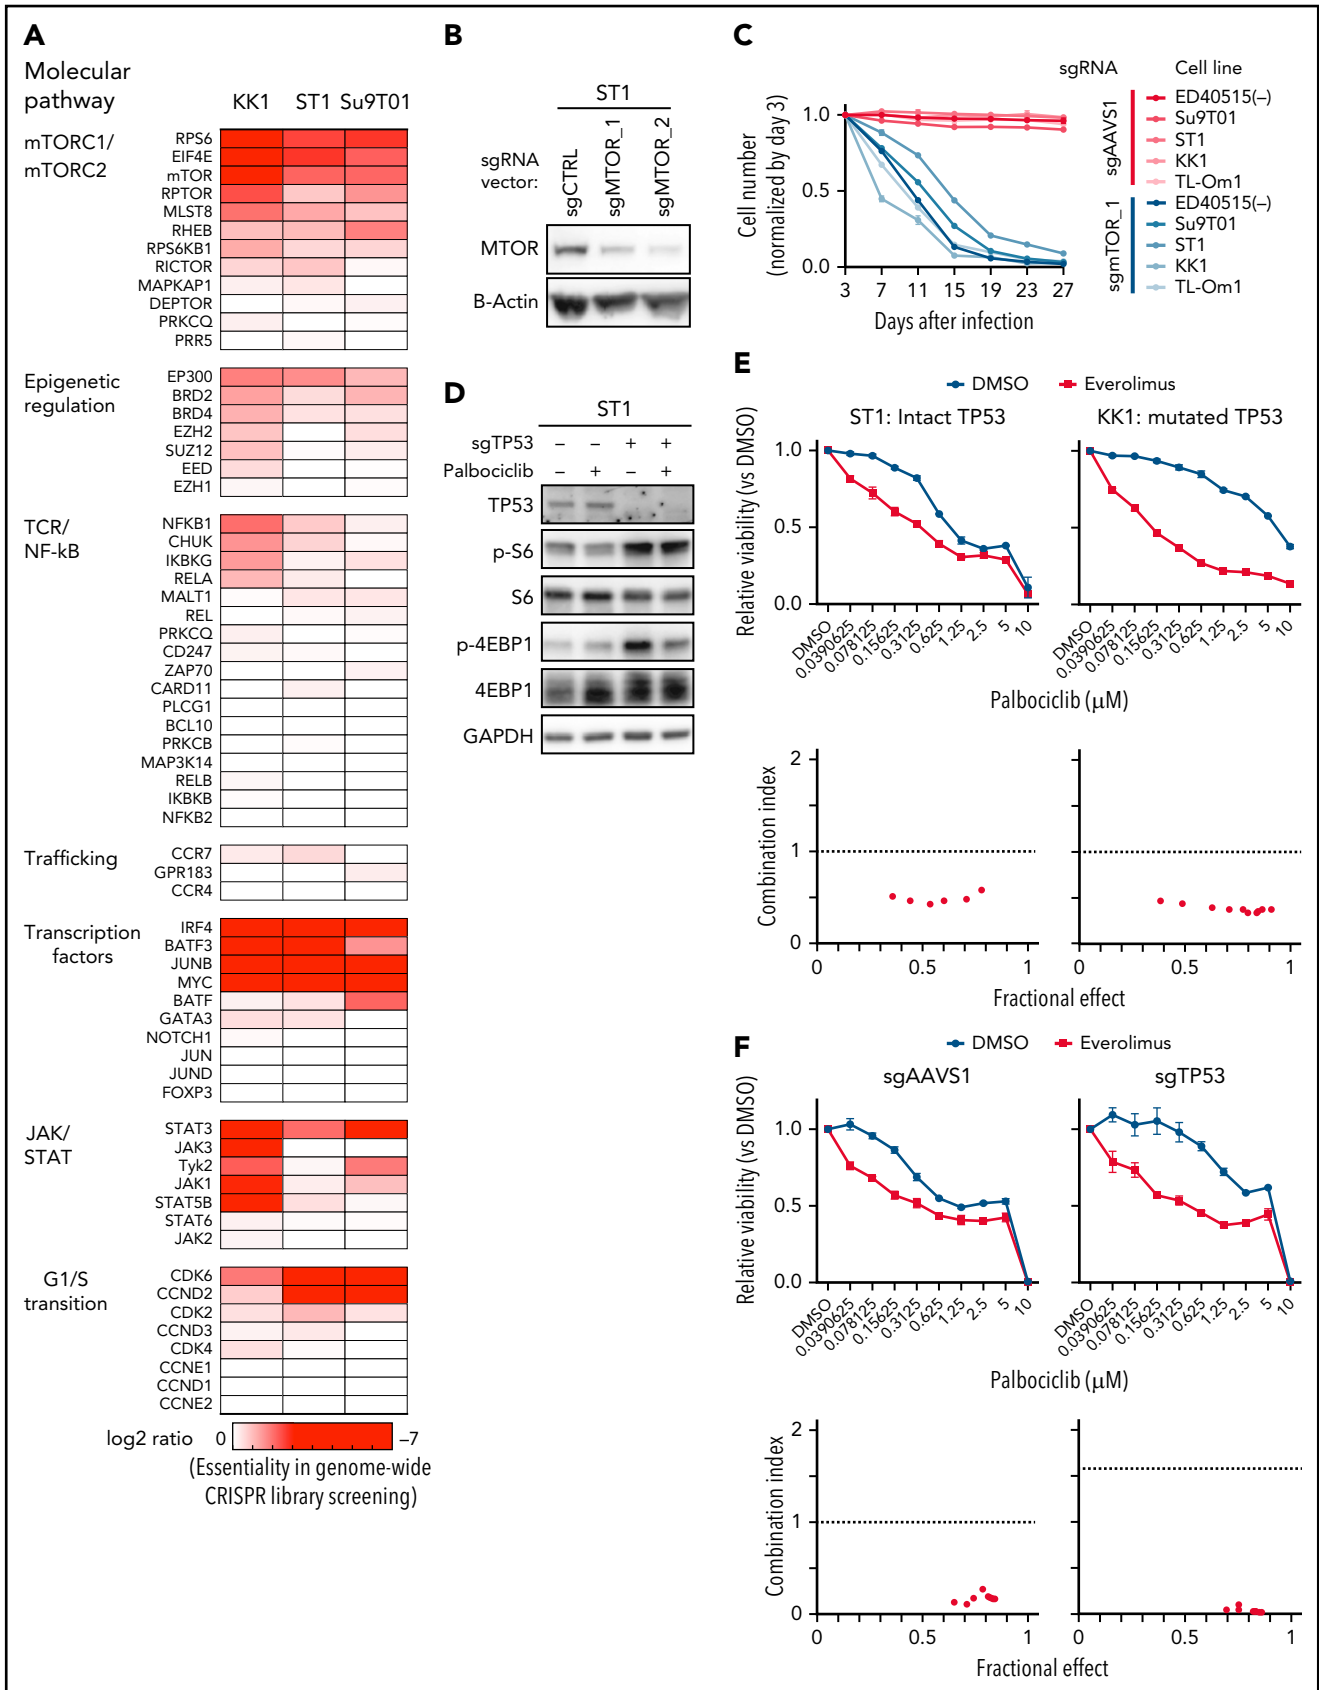 A
Molecular
pathway
KK1 ST1 Su9T01
mTORC1/
mTORC2
RPS6
EIF4E
mTOR
RPTOR
MLST8
RHEB
RPS6KB1
RICTOR
MAPKAP1
DEPTOR
PRKCQ
PRR5
Epigenetic
regulation
EP300
BRD2
BRD4
EZH2
SUZ12
EED
EZH1
TCR/
NF-kB
NFKB1
CHUK
IKBKG
RELA
MALT1
REL
PRKCQ
CD247
ZAP70
CARD11
PLCG1
BCL10
PRKCB
MAP3K14
RELB
IKBKB
NFKB2
Trafficking
CCR7
GPR183
CCR4
Transcription
factors
IRF4
BATF3
JUNB
MYC
BATF
GATA3
NOTCH1
JUN
JUND
FOXP3
JAK/
STAT
STAT3
JAK3
Tyk2
JAK1
STAT5B
STAT6
JAK2
G1/S
transition
CDK6
CCND2
CDK2
CCND3
CDK4
CCNE1
CCND1
CCNE2
log2 ratio 0 –7
(Essentiality in genome-wide
CRISPR library screening)
B
ST1
sgRNA
vector:
sgCTRL
sgMTOR_1
sgMTOR_2
MTOR
B-Actin
C
Cell number
(normalized by day 3)
1.0
0.5
0.0
3 7 11 15 19 23 27
Days after infection
sgRNA Cell line
sgAAVS1
ED40515(–)
Su9T01
ST1
KK1
TL-Om1
sgmTOR_1
ED40515(–)
Su9T01
ST1
KK1
TL-Om1
D
ST1
sgTP53 – – + +
Palbociclib – + – +
TP53
p-S6
S6
p-4EBP1
4EBP1
GAPDH
E
DMSO Everolimus
ST1: Intact TP53 KK1: mutated TP53
Relative viability (vs DMSO)
1.0
0.5
0.0
DMSO 0.0390625 0.078125 0.15625 0.3125 0.625 1.25 2.5 5 10
DMSO 0.0390625 0.078125 0.15625 0.3125 0.625 1.25 2.5 5 10
Palbociclib (μM)
Combination index
2
1
0
0 0.5 1
0 0.5 1
Fractional effect
F
DMSO Everolimus
sgAAVS1 sgTP53
Relative viability (vs DMSO)
1.0
0.5
0.0
DMSO 0.0390625 0.078125 0.15625 0.3125 0.625 1.25 2.5 5 10
DMSO 0.0390625 0.078125 0.15625 0.3125 0.625 1.25 2.5 5 10
Palbociclib (μM)
Combination index
2
1
0
0 0.5 1
0 0.5 1
Fractional effect